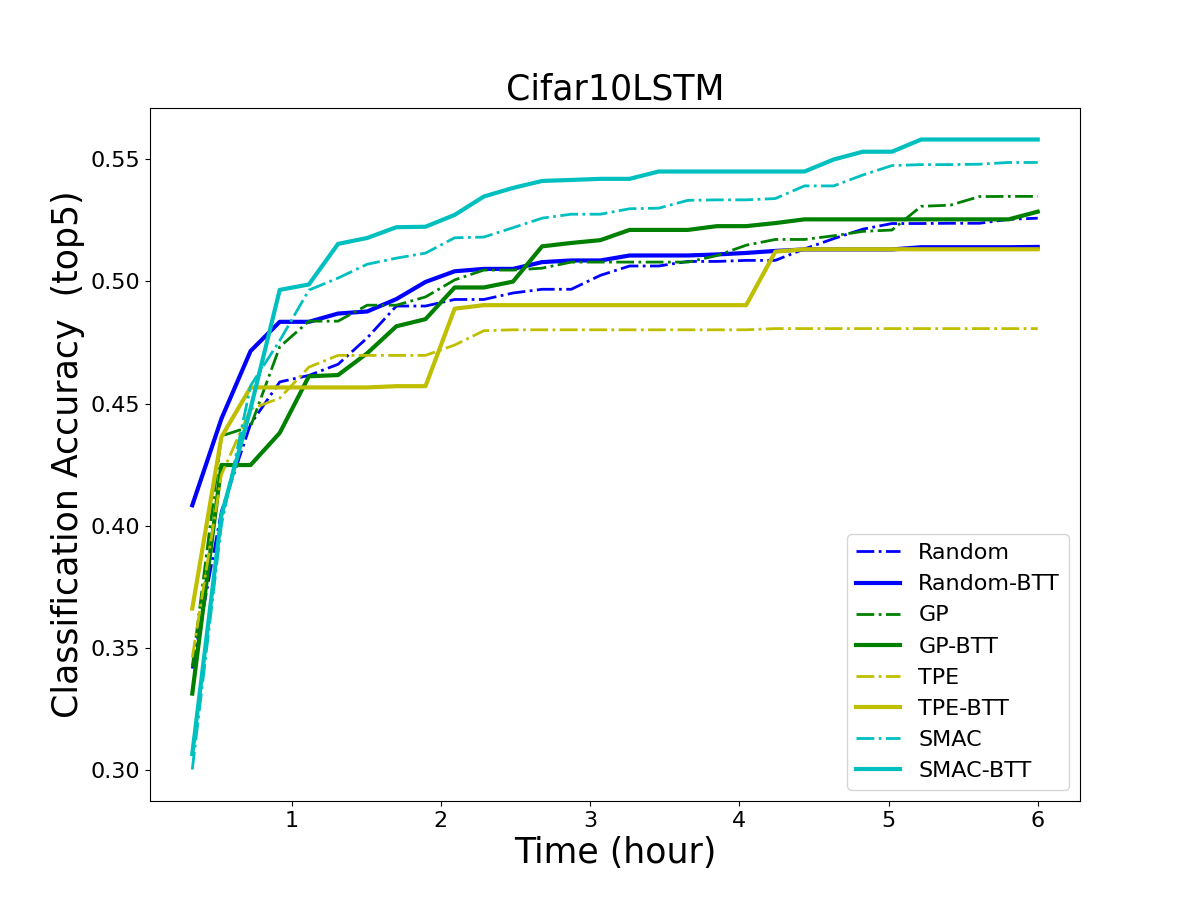 Cifar10LSTM
Classification Accuracy (top5)
0.55
0.50
0.45
0.40
0.35
0.30
Random
Random-BTT
GP
GP-BTT
TPE
TPE-BTT
SMAC
SMAC-BTT
1 2 3 4 5 6
Time (hour)